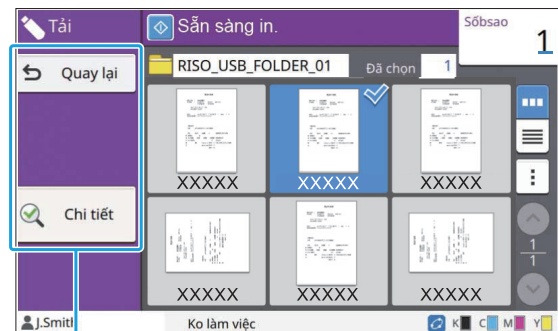 Tải
Sẵn sàng in.
Sốbsao
1
Quay lại
RISO_USB_FOLDER_01
Đã chọn
1
XXXXX
XXXXX
XXXXX
Chi tiết
1
1
XXXXX
XXXXX
XXXXX
J.Smith
Ko làm việc
K
C
M
Y